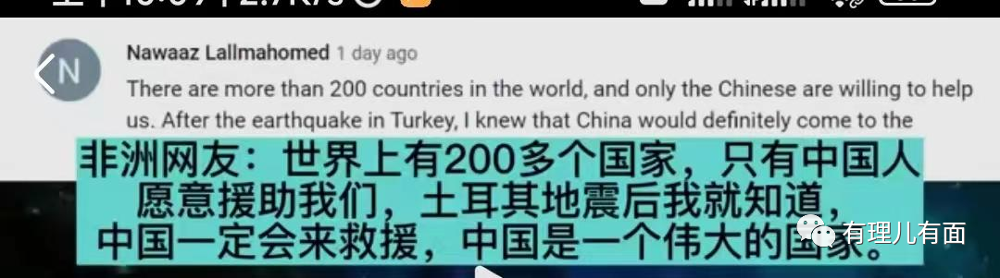 Nawaaz Lallmahomed 1 day ago
N
There are more than 200 countries in the world, and only the Chinese are willing to help
us. After the earthquake in Turkey, I knew that China would definitely come to the
非洲网友：世界上有200多个国家，只有中国人
愿意援助我们，土耳其地震后我就知道，
中国一定会来救援，中国是一个伟大的国家。
有理儿有面